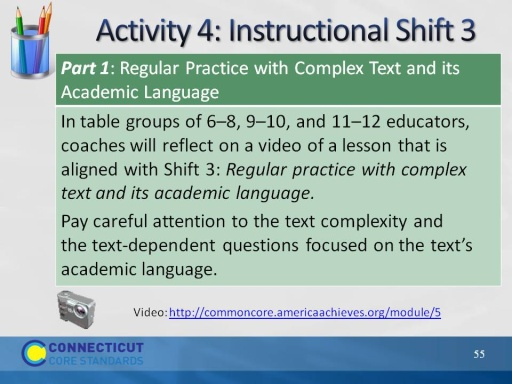 Activity 4: Instructional Shift 3
Part 1: Regular Practice with Complex Text and its
Academic Language
In table groups of 6–8, 9–10, and 11–12 educators,
coaches will reflect on a video of a lesson that is
aligned with Shift 3: Regular practice with complex
text and its academic language.
Pay careful attention to the text complexity and
the text-dependent questions focused on the text’s
academic language.
Video: http://commoncore.americaachieves.org/module/5
CONNECTICUT
CORE STANDARDS
55